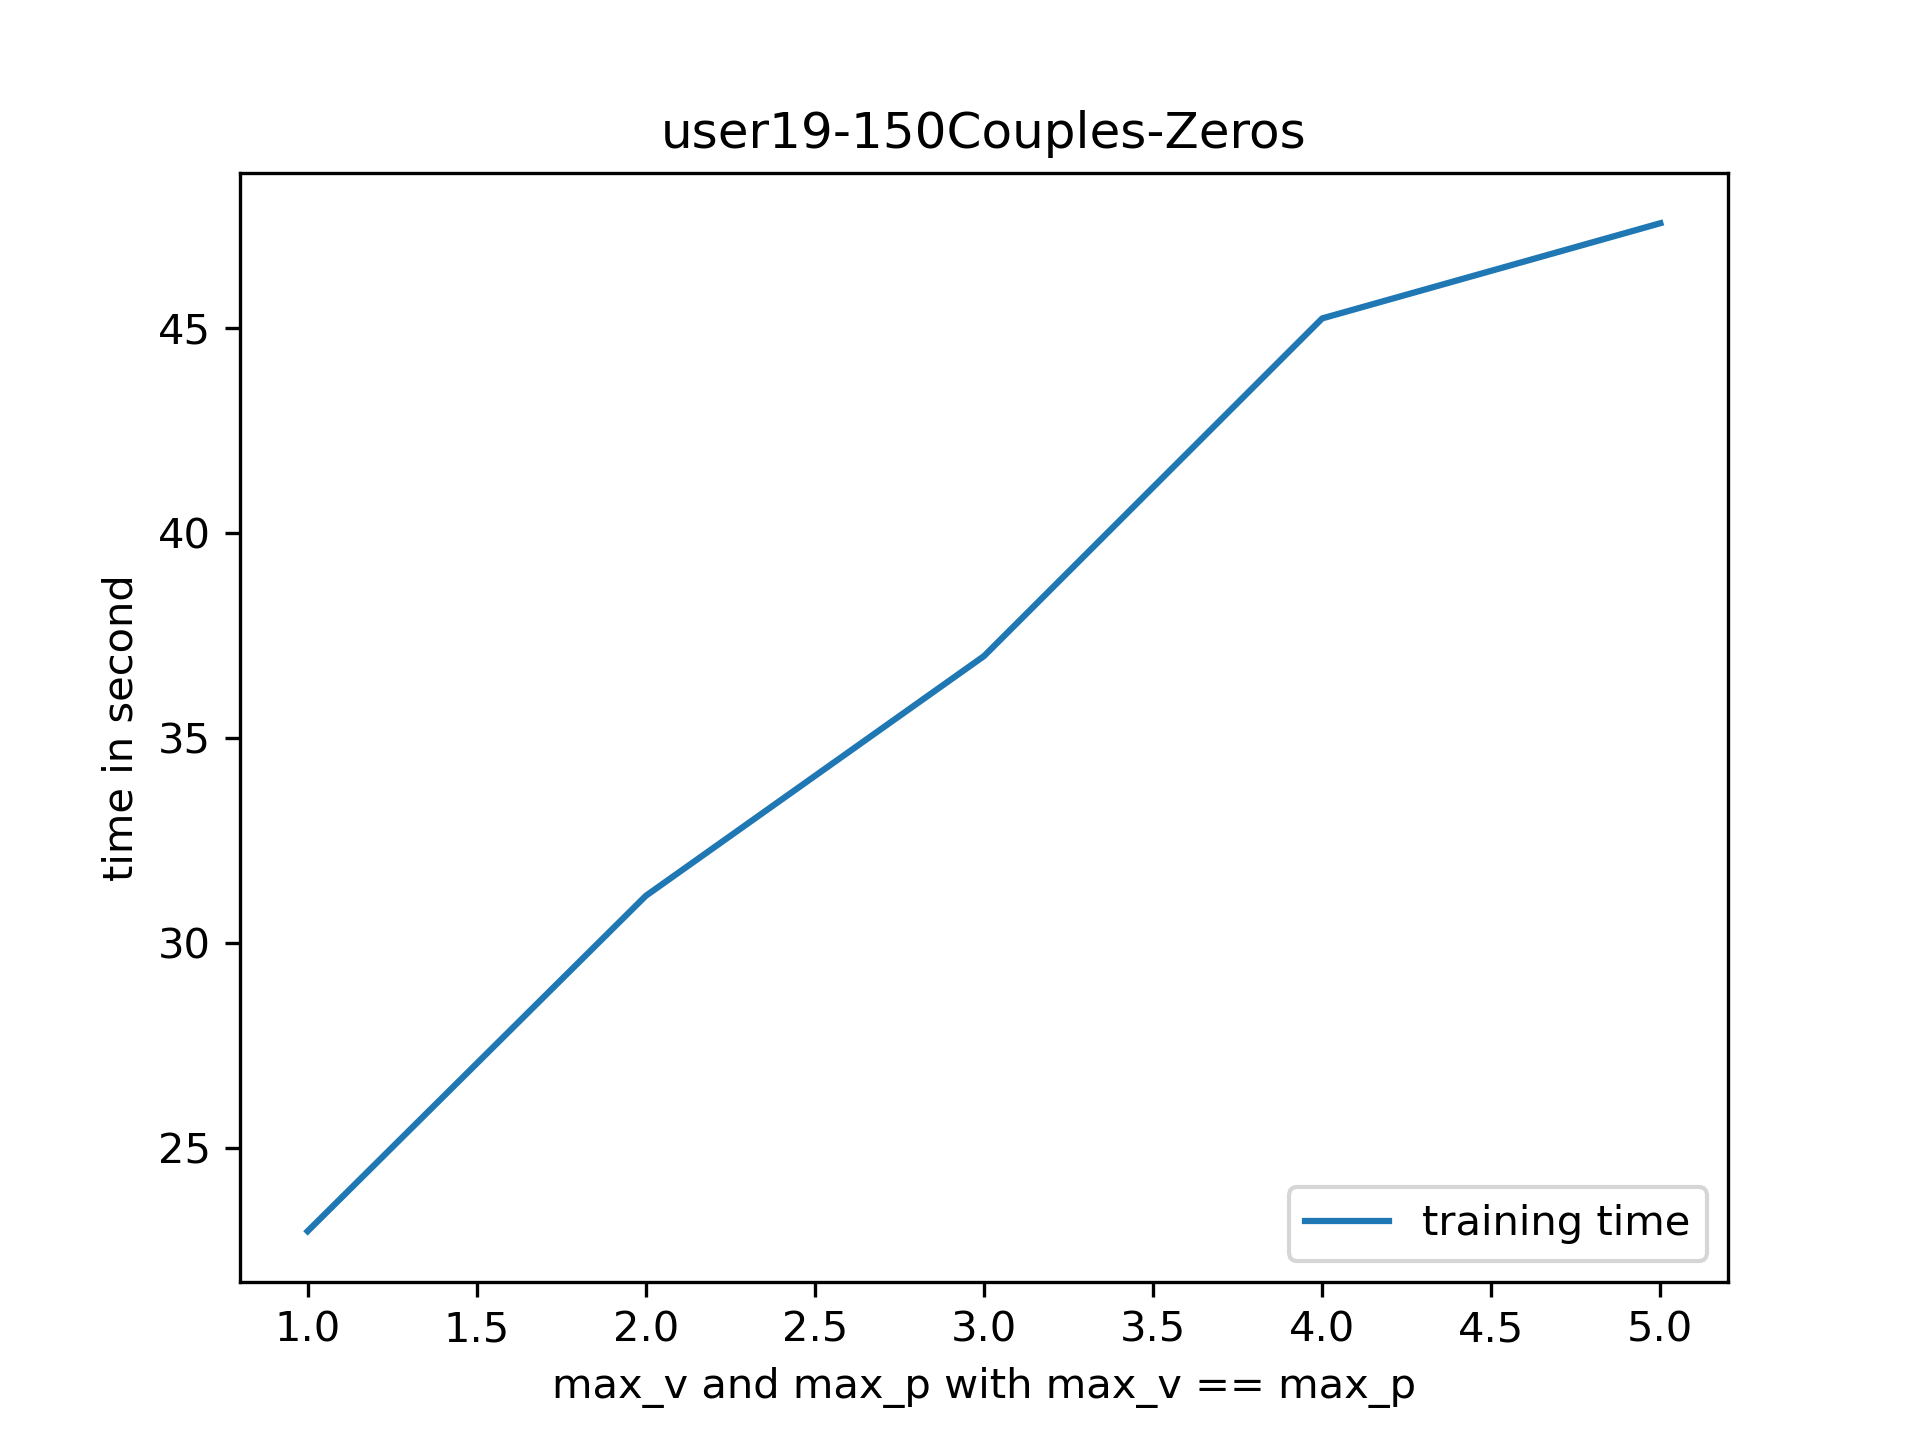 user19-150Couples-Zeros
time in second
45
40
35
30
25
training time
1.0 1.5 2.0 2.5 3.0 3.5 4.0 4.5 5.0
max_v and max_p with max_v == max_p